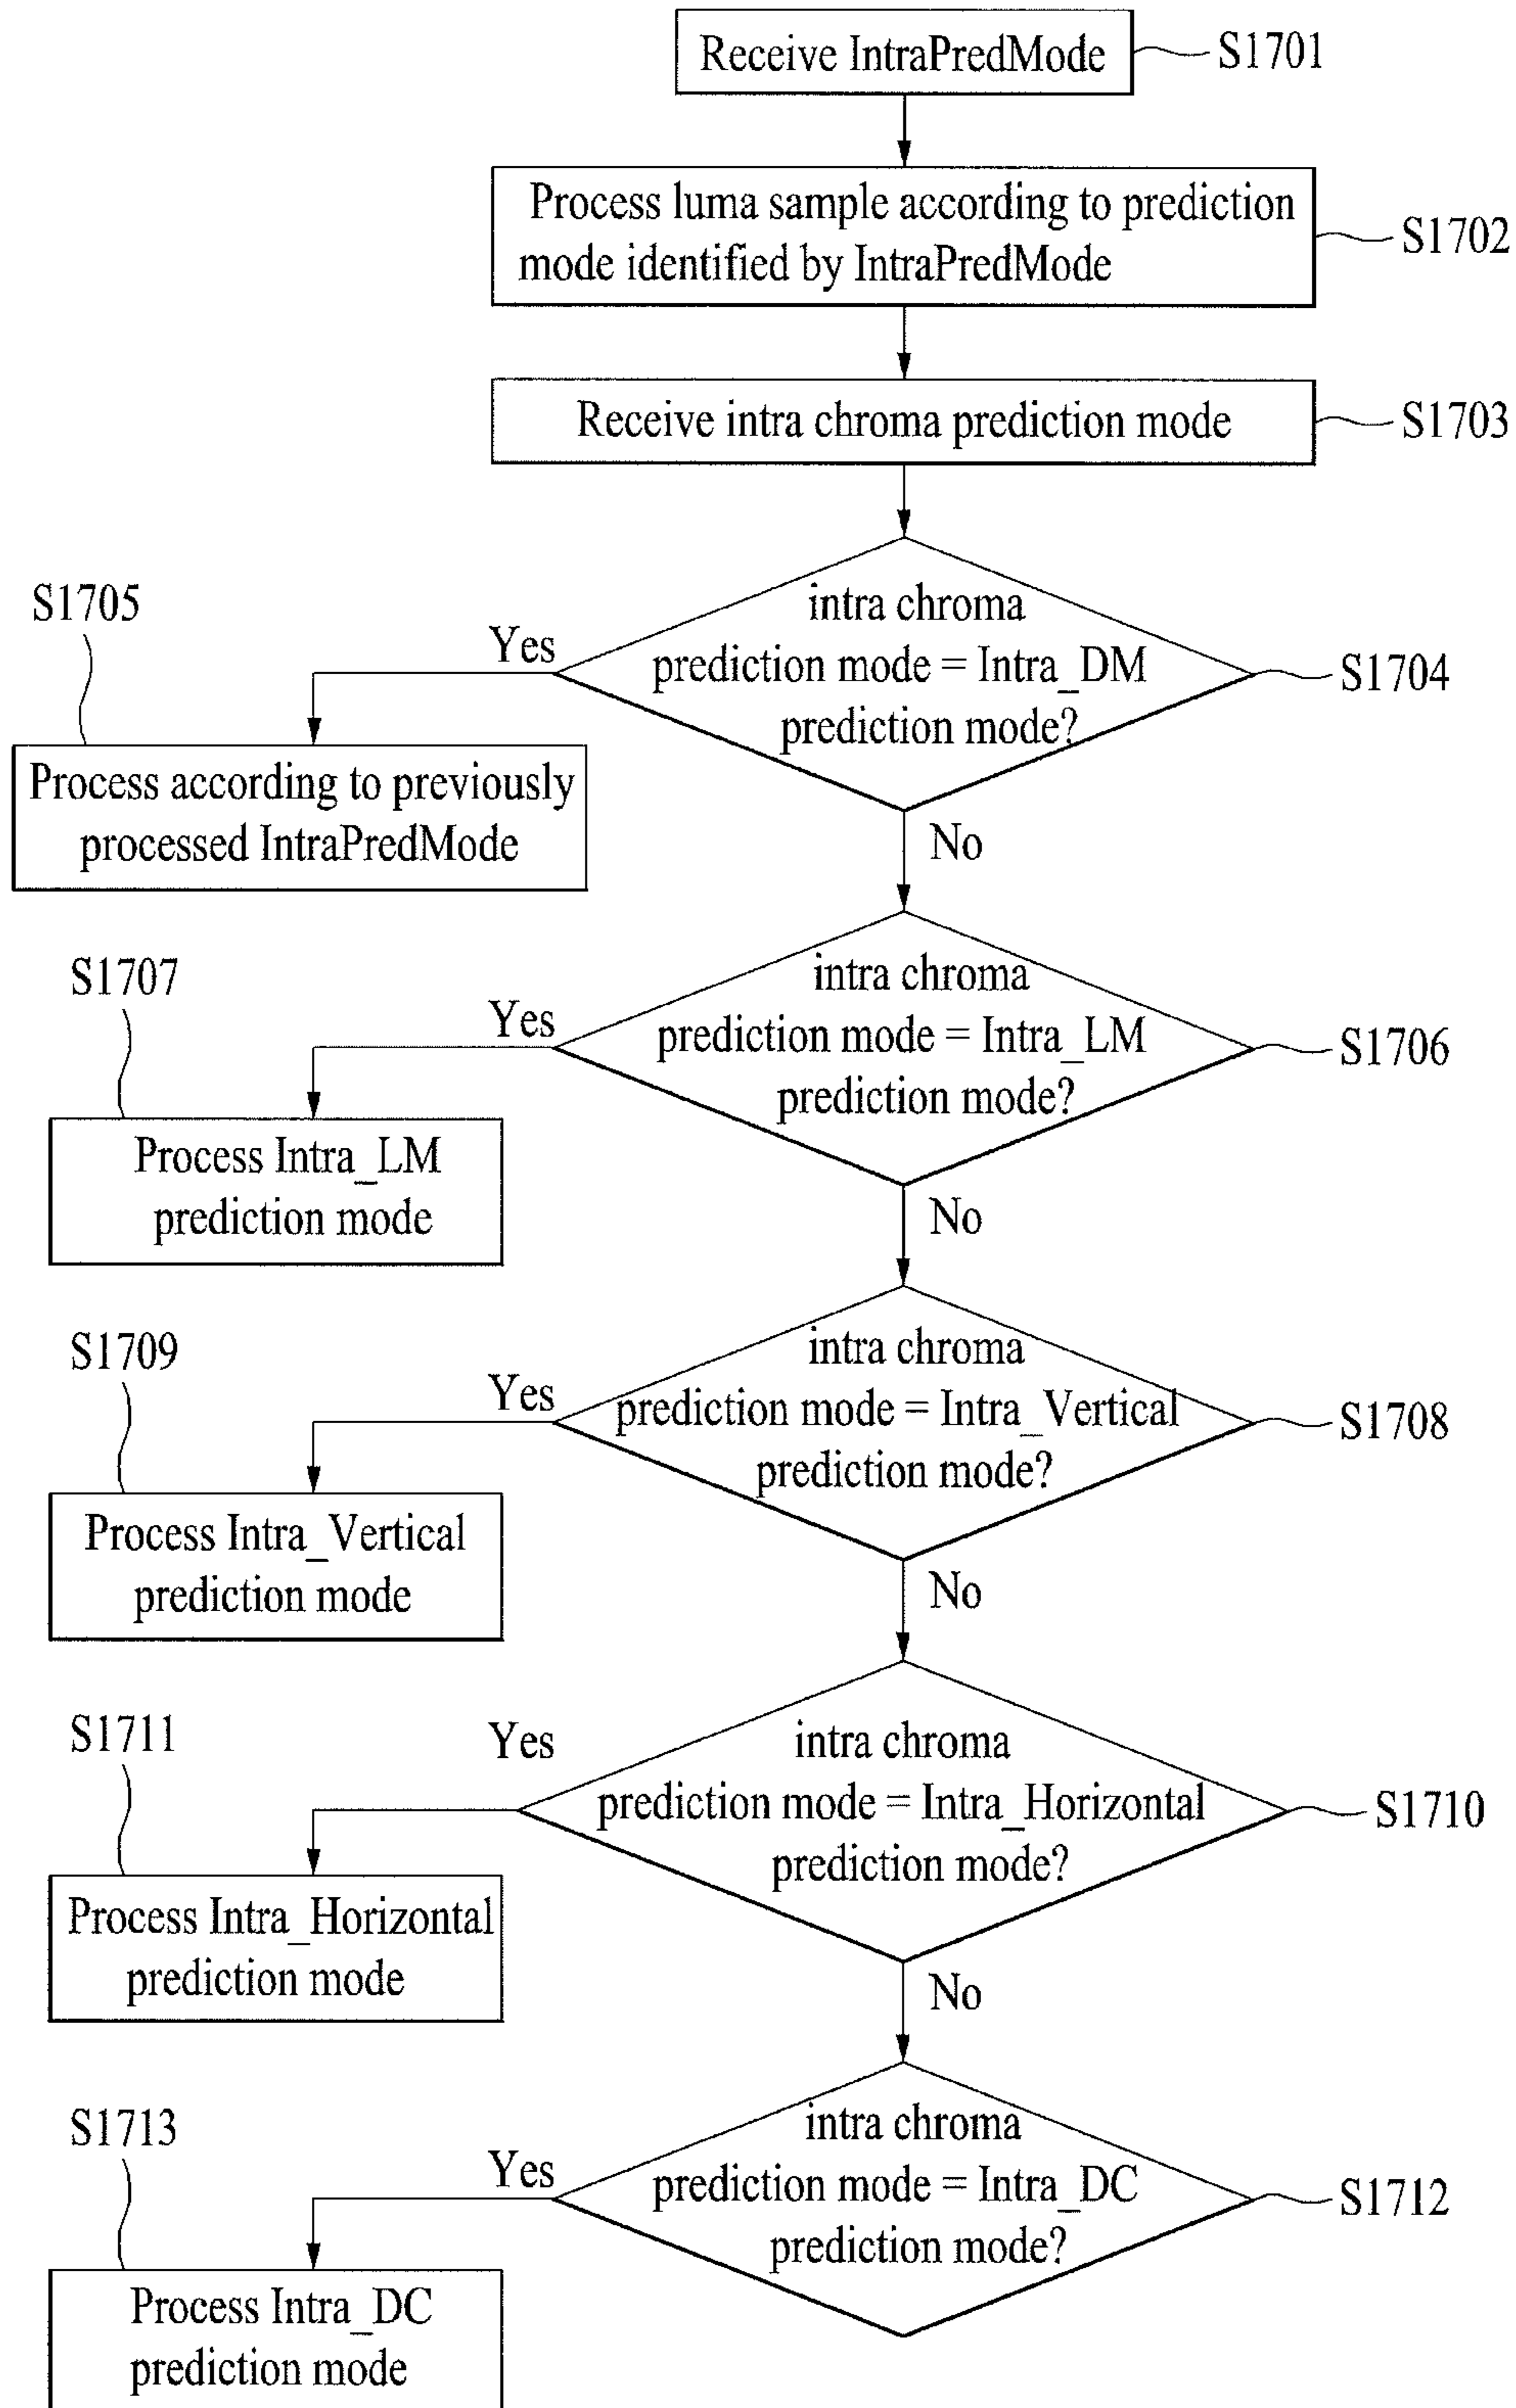 Receive IntraPredMode
S1701
Process luma sample according to prediction
mode identified by IntraPredMode
S1702
Receive intra chroma prediction mode
S1703
intra chroma
prediction mode = Intra_DM
prediction mode?
S1704
Yes
S1705
Process according to previously
processed IntraPredMode
No
intra chroma
prediction mode = Intra_LM
prediction mode?
S1706
Yes
S1707
Process Intra_LM
prediction mode
No
intra chroma
prediction mode = Intra_Vertical
prediction mode?
S1708
Yes
S1709
Process Intra_Vertical
prediction mode
No
intra chroma
prediction mode = Intra_Horizontal
prediction mode?
S1710
Yes
S1711
Process Intra_Horizontal
prediction mode
No
intra chroma
prediction mode = Intra_DC
prediction mode?
S1712
Yes
S1713
Process Intra_DC
prediction mode